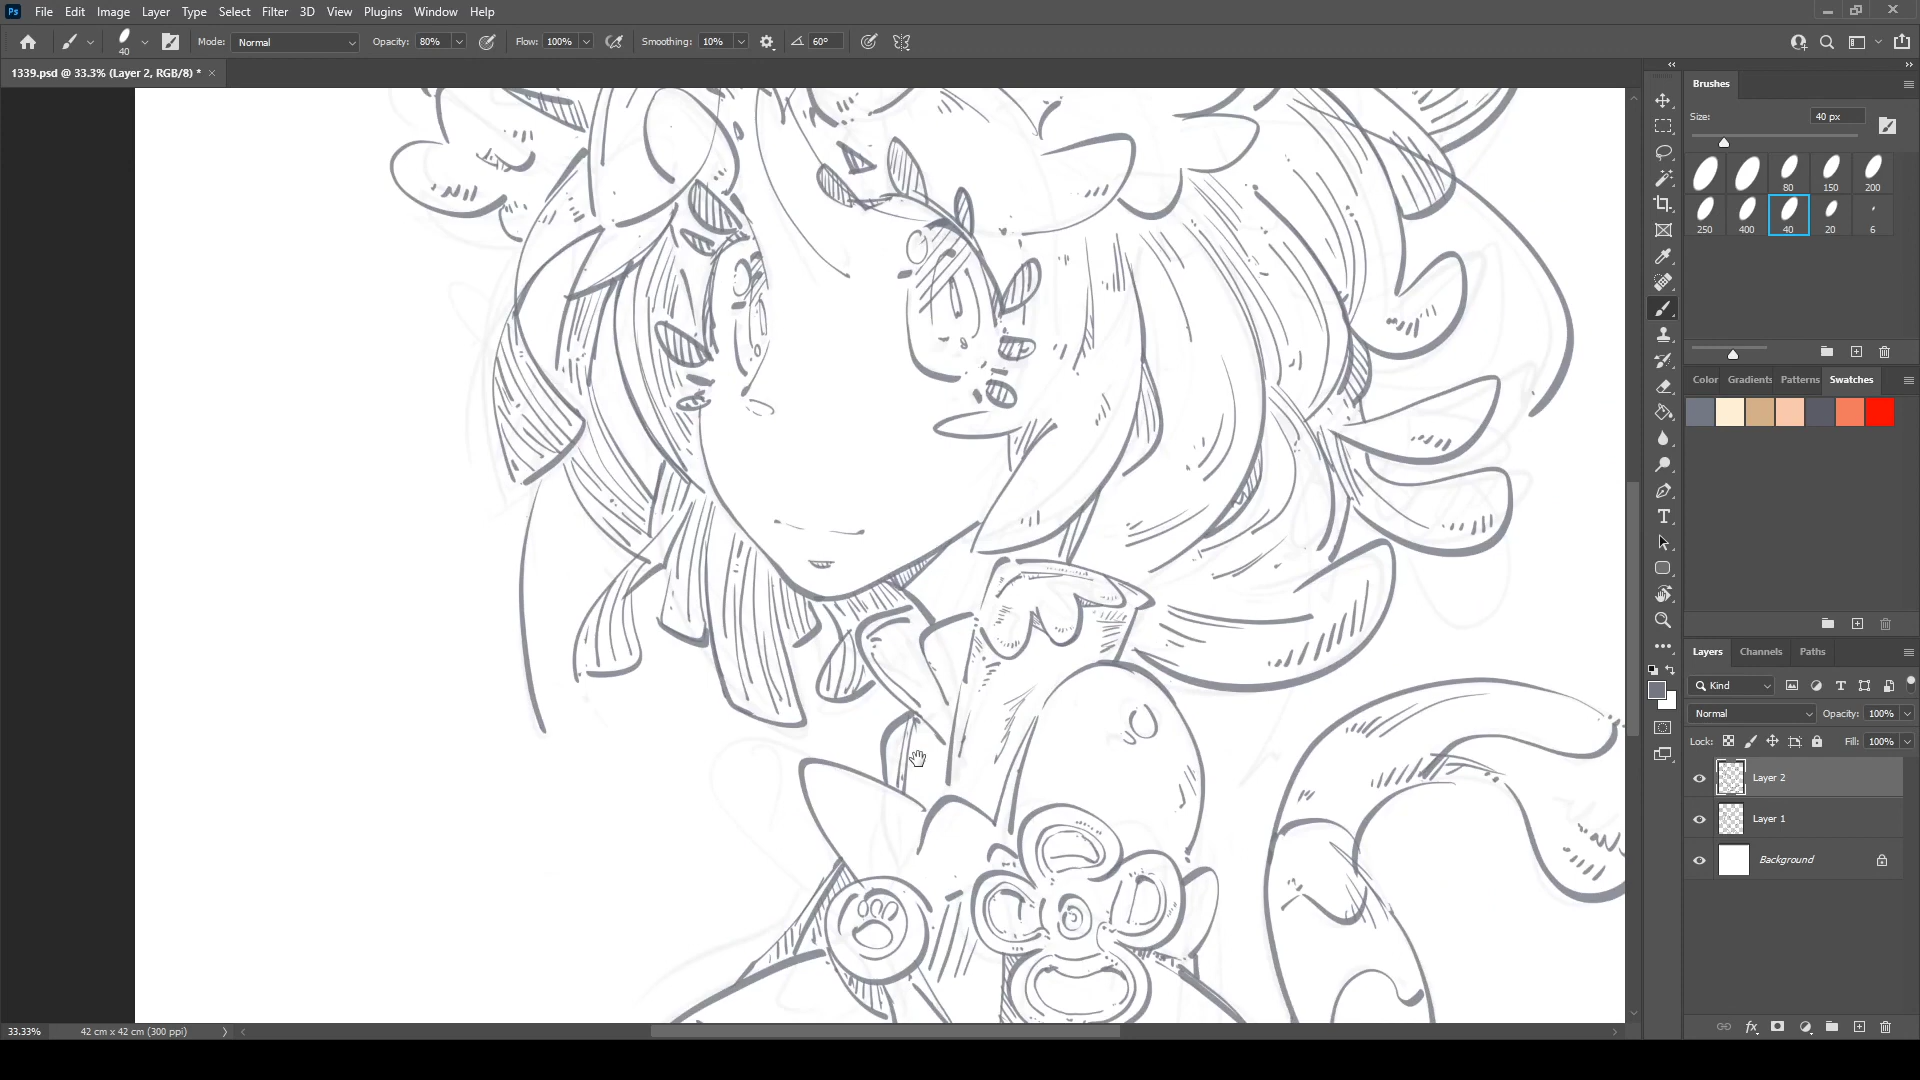 Ps File Edit Image Layer Type Select Filter 3D View Plugins Window Help
40 Mode: Normal Opacity: 80% Flow: 100% Smoothing: 10% 60°
1339.psd @ 33.3% (Layer 2, RGB/8) *
Brushes
Size: 40 px
80 150 200
250 400 40 20 6
Color Gradients Patterns Swatches
Layers Channels Paths
Kind
Normal Opacity: 100%
Lock: Fill: 100%
Layer 2
Layer 1
Background
33.33% 42 cm x 42 cm (300 ppi)